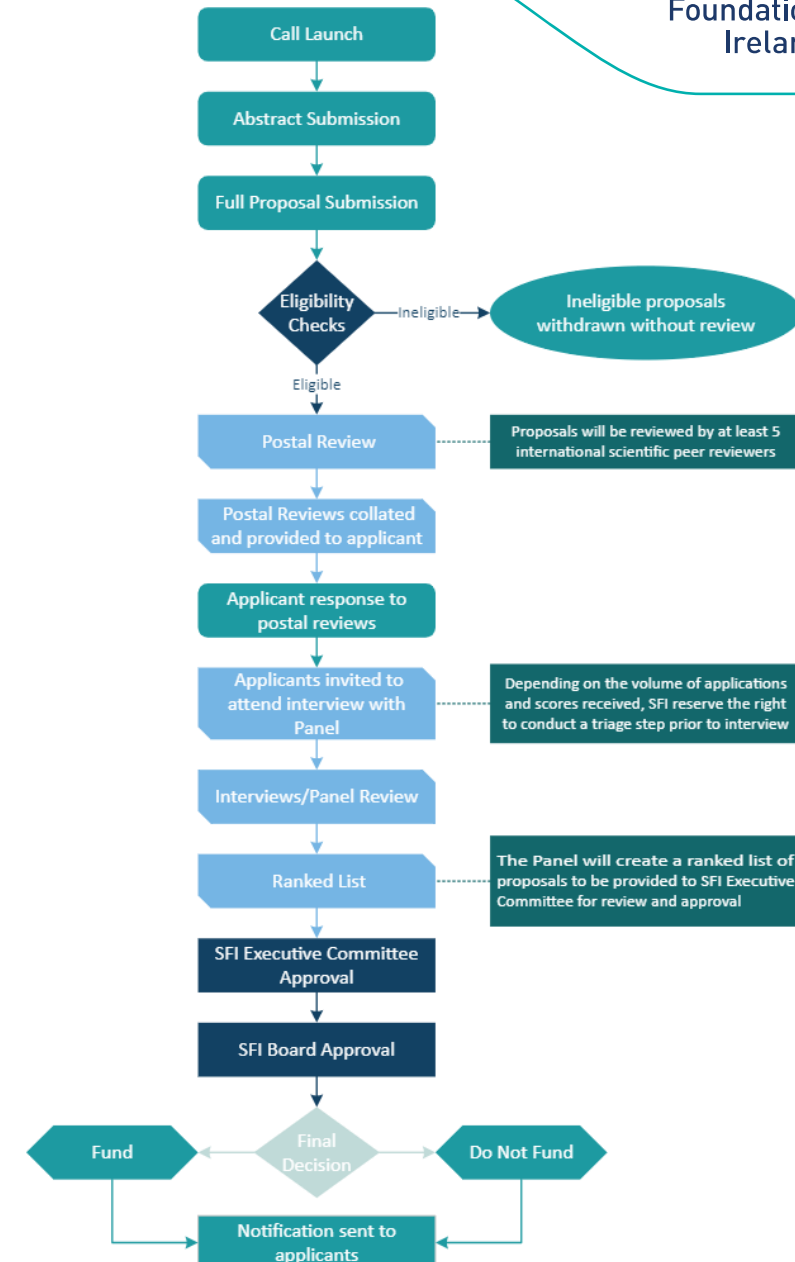 Ireland
Call Launch
Abstract Submission
Full Proposal Submission
Eligibility
Checks
Ineligible
Ineligible proposals
withdrawn without review
Eligible
Postal Review
Proposals will be reviewed by at least 5
international scientific peer reviewers
Postal Reviews collated
and provided to applicant
Applicant response to
postal reviews
Applicants invited to
attend interview with
Panel
Depending on the volume of applications
and scores received, SFI reserve the right
to conduct a triage step prior to interview
Interviews/Panel Review
Ranked List
The Panel will create a ranked list of
proposals to be provided to SFI Executive
Committee for review and approval
SFI Executive Committee
Approval
SFI Board Approval
Final
Decision
Fund
Do Not Fund
Notification sent to
applicants